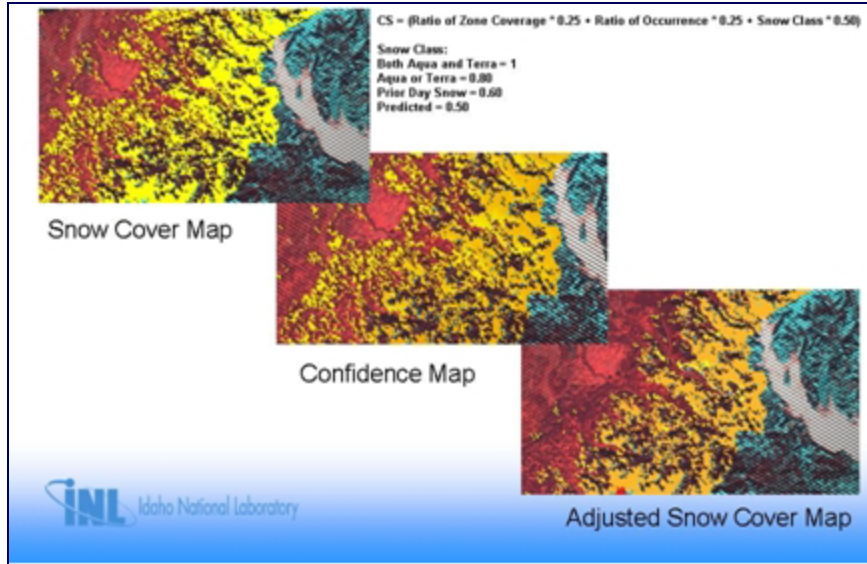 CS = (Ratio of Zone Coverage * 0.25 + Ratio of Occurrence * 0.25 + Snow Class * 0.50)
Snow Class:
Both Aqua and Terra = 1
Aqua or Terra = 0.80
Prior Day Snow = 0.60
Predicted = 0.50
Snow Cover Map
Confidence Map
Adjusted Snow Cover Map
INL Idaho National Laboratory